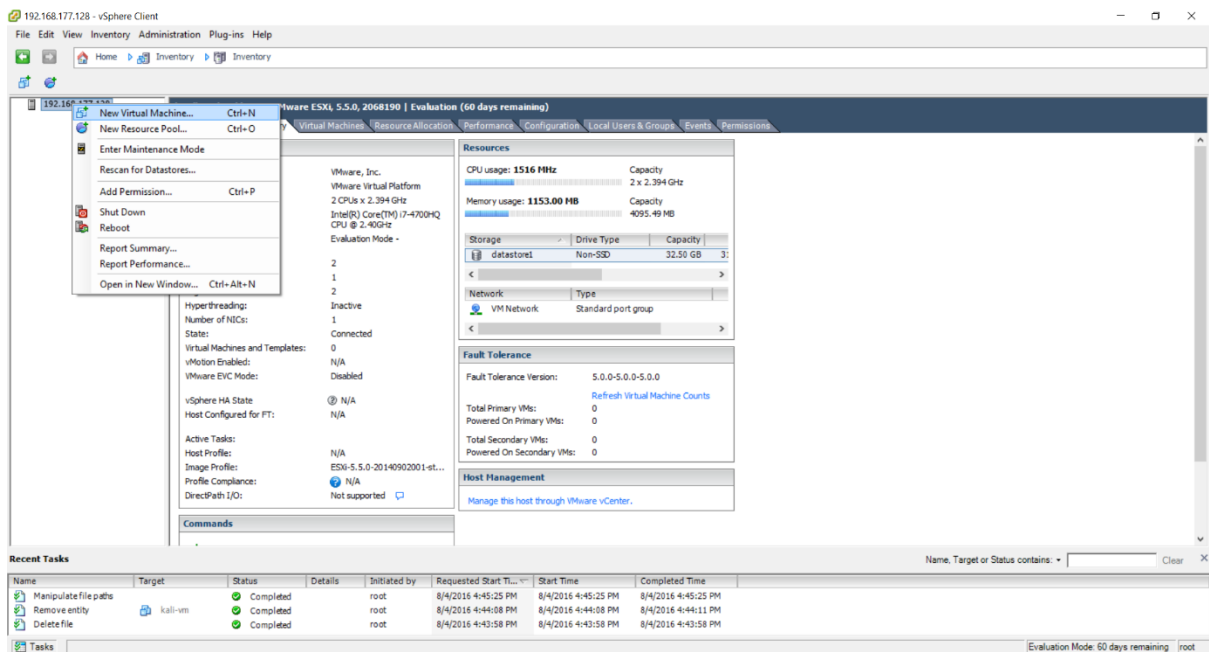 192.168.177.128 - vSphere Client
File Edit View Inventory Administration Plug-ins Help
Home Inventory Inventory
VMware ESXi, 5.5.0, 2068190 | Evaluation (60 days remaining)
Virtual Machines Resource Allocation Performance Configuration Local Users & Groups Events Permissions
New Virtual Machine... Ctrl+N
New Resource Pool... Ctrl+O
Enter Maintenance Mode
Rescan for Datastores...
Add Permission... Ctrl+P
Shut Down
Reboot
Report Summary...
Report Performance...
Open in New Window... Ctrl+Alt+N
VMware, Inc.
VMware Virtual Platform
2 CPUs x 2.394 GHz
Intel(R) Core(TM) i7-4700HQ
CPU @ 2.40GHz
Evaluation Mode -
2
1
2
Hyperthreading: Inactive
Number of NICs: 1
State: Connected
Virtual Machines and Templates: 0
vMotion Enabled: N/A
VMware EVC Mode: Disabled
vSphere HA State N/A
Host Configured for FT: N/A
Active Tasks:
Host Profile: N/A
Image Profile: ESXi-5.5.0-20140902001-st...
Profile Compliance: N/A
DirectPath I/O: Not supported
Commands
Resources
CPU usage: 1516 MHz Capacity
2 x 2.394 GHz
Memory usage: 1153.00 MB Capacity
4095.49 MB
Storage Drive Type Capacity
datastore1 Non-SSD 32.50 GB 3:
Network Type
VM Network Standard port group
Fault Tolerance
Fault Tolerance Version: 5.0.0-5.0.0-5.0.0
Refresh Virtual Machine Counts
Total Primary VMs: 0
Powered On Primary VMs: 0
Total Secondary VMs: 0
Powered On Secondary VMs: 0
Host Management
Manage this host through VMware vCenter.
Recent Tasks
Name, Target or Status contains: Clear
Name Target Status Details Initiated by Requested Start Ti... Start Time Completed Time
Manipulate file paths Completed root 8/4/2016 4:45:25 PM 8/4/2016 4:45:25 PM 8/4/2016 4:45:25 PM
Remove entity kali-vm Completed root 8/4/2016 4:44:08 PM 8/4/2016 4:44:08 PM 8/4/2016 4:44:11 PM
Delete file Completed root 8/4/2016 4:43:58 PM 8/4/2016 4:43:58 PM 8/4/2016 4:43:58 PM
Tasks Evaluation Mode: 60 days remaining root